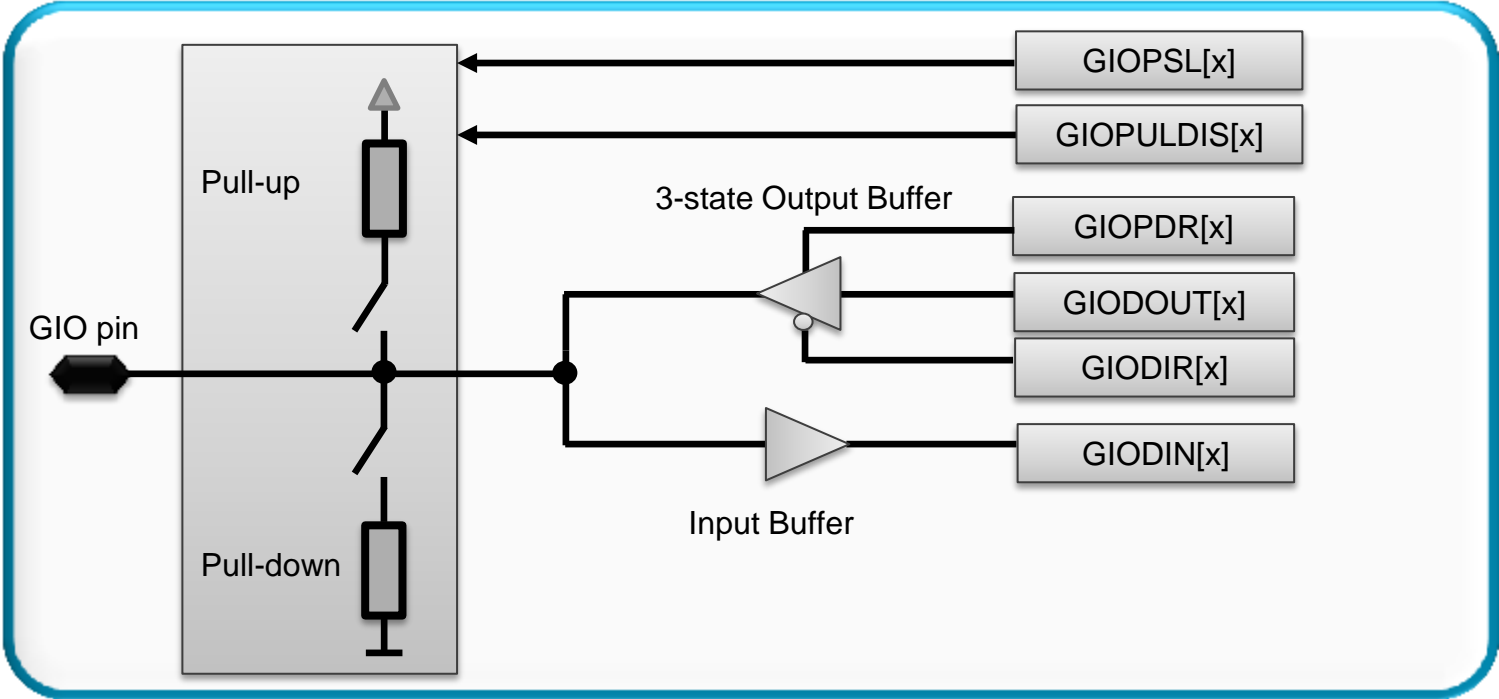 GIOPSL[x]
GIOPULDIS[x]
Pull-up
3-state Output Buffer
GIOPDR[x]
GIODOUT[x]
GIO pin
GIODIR[x]
GIODIN[x]
Input Buffer
Pull-down